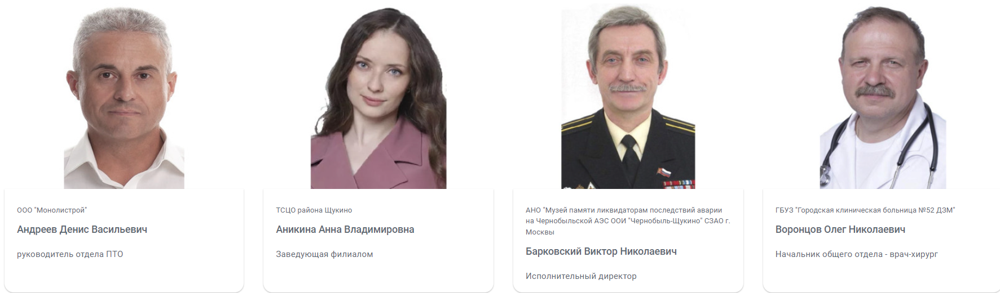 ООО "Монолистрой"
Андреев Денис Васильевич
руководитель отдела ПТО
ТСЦО района Щукино
Аникина Анна Владимировна
Заведующая филиалом
АНО "Музей памяти ликвидаторам последствий аварии
на Чернобыльской АЭС ООИ "Чернобыль-Щукино" СЗАО г.
Москвы
Барковский Виктор Николаевич
Исполнительный директор
ГБУЗ "Городская клиническая больница №52 ДЗМ"
Воронцов Олег Николаевич
Начальник общего отдела - врач-хирург